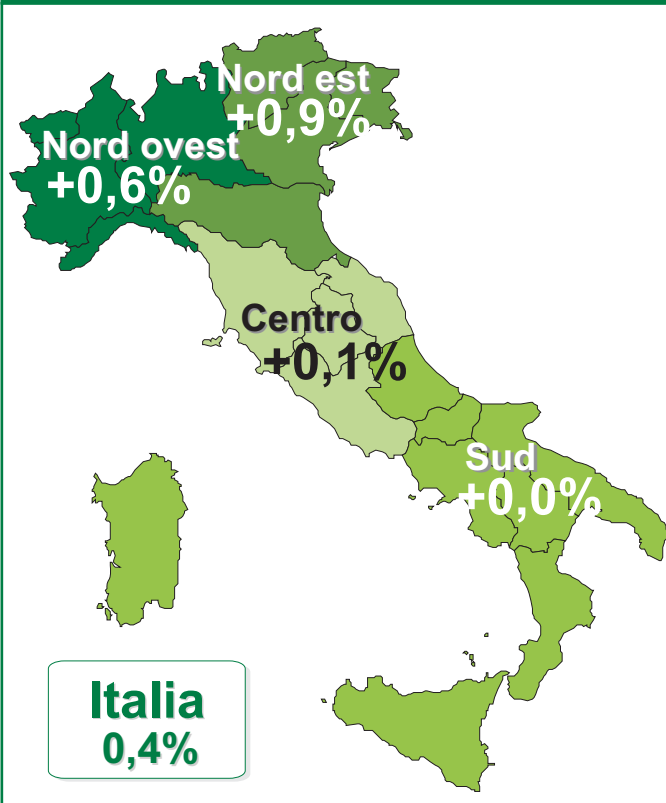 Nord est
+0,9%
Nord ovest
+0,6%
Centro
+0,1%
Sud
+0,0%
Italia
0,4%